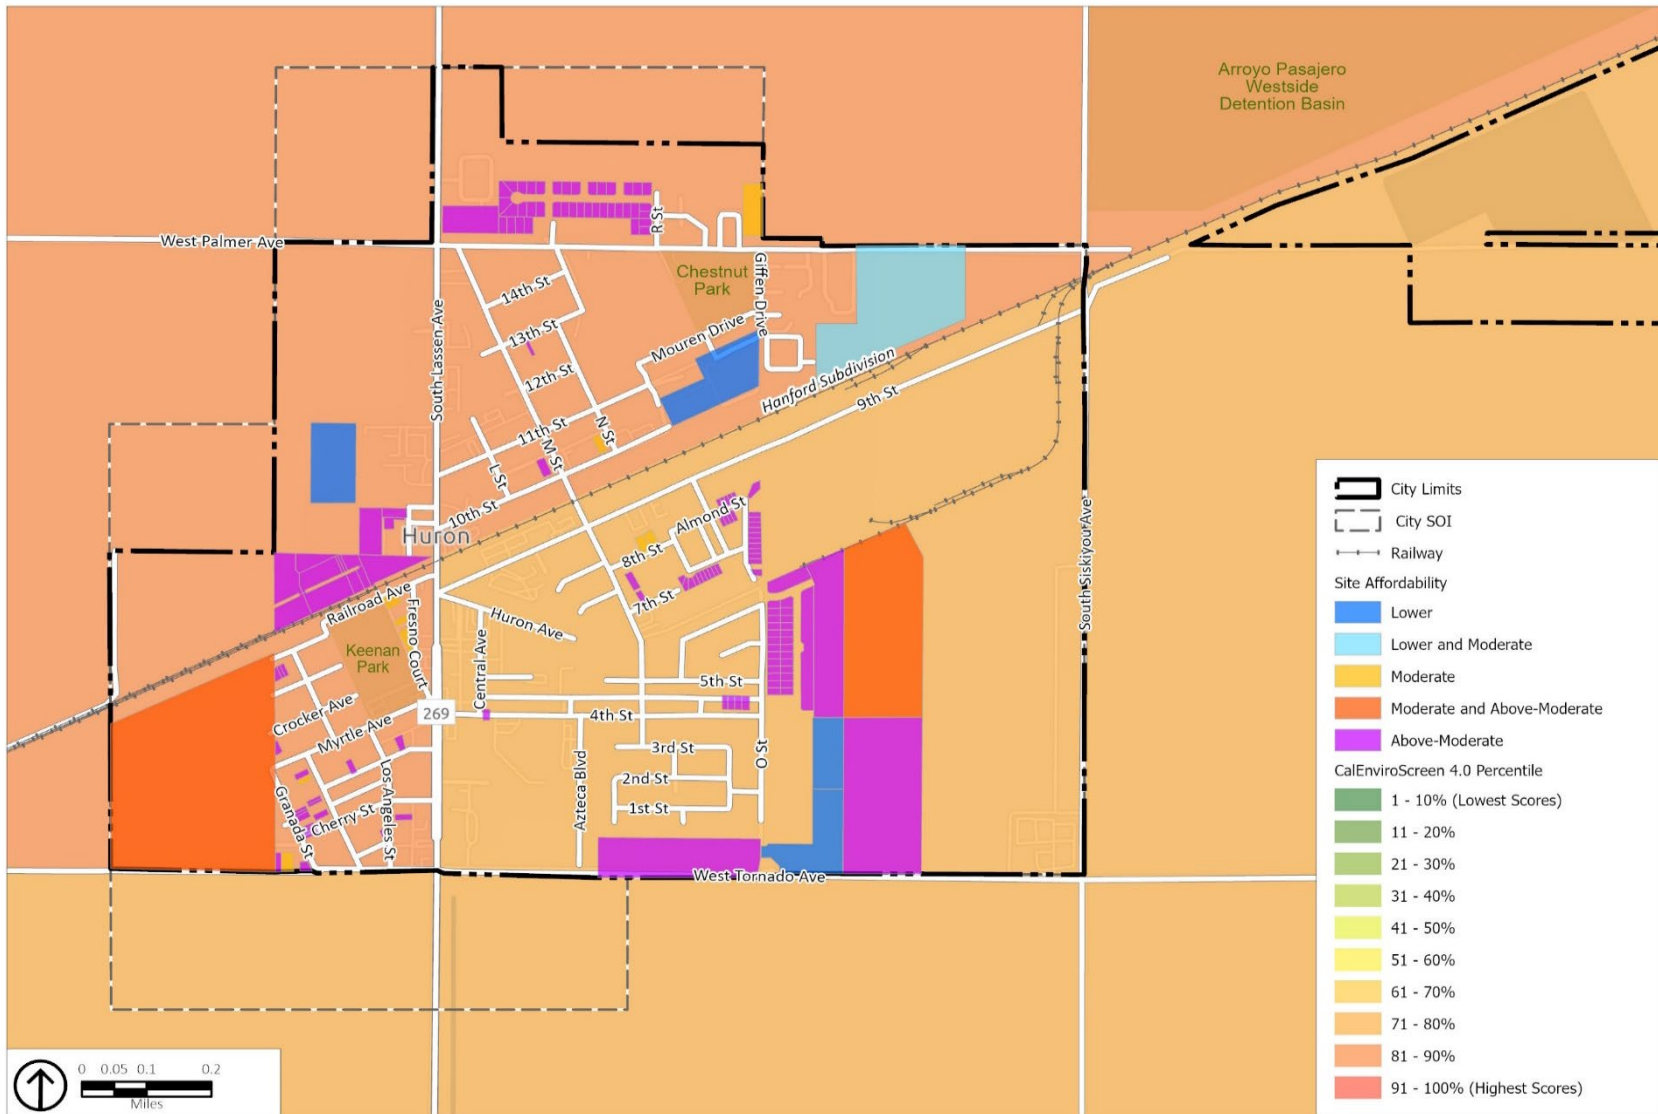 Arroyo Pasajero
Westside
Detention Basin
West Palmer Ave
R St
Chestnut
Park
Giffen Drive
14th St
13th St
Mouren Drive
South Lassen Ave
12th St
Hanford Subdivision
9th St
11th St
N St
M St
L St
10th St
Huron
Almond St
8th St
7th St
Railroad Ave
Fresno Court
Huron Ave
Central Ave
Keenan
Park
South Siskiyou Ave
5th St
269
4th St
Crocker Ave
Myrtle Ave
3rd St
O St
2nd St
1st St
Azteca Blvd
Los Angeles St
Granada St
Cherry St
West Tornado Ave
City Limits
City SOI
Railway
Site Affordability
Lower
Lower and Moderate
Moderate
Moderate and Above-Moderate
Above-Moderate
CalEnviroScreen 4.0 Percentile
1 - 10% (Lowest Scores)
11 - 20%
21 - 30%
31 - 40%
41 - 50%
51 - 60%
61 - 70%
71 - 80%
81 - 90%
91 - 100% (Highest Scores)
0 0.05 0.1 0.2
Miles